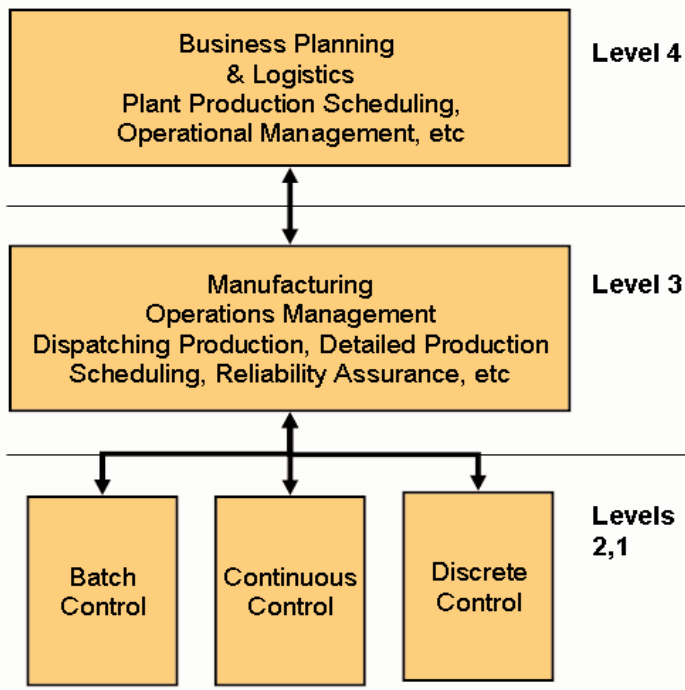 Business Planning
& Logistics
Plant Production Scheduling,
Operational Management, etc
Level 4
Manufacturing
Operations Management
Dispatching Production, Detailed Production
Scheduling, Reliability Assurance, etc
Level 3
Batch
Control
Continuous
Control
Discrete
Control
Levels
2,1